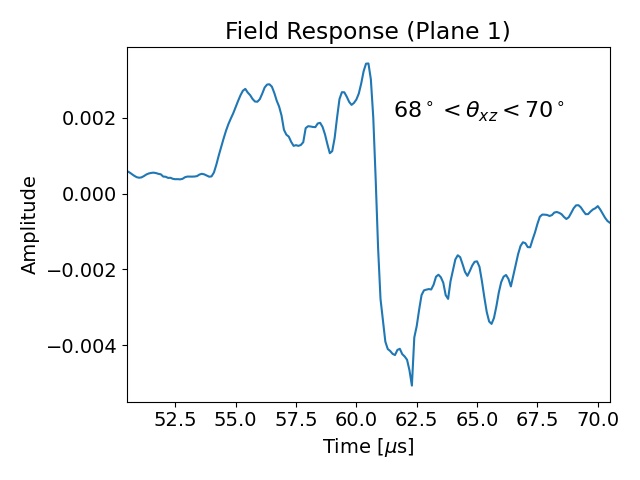 Field Response (Plane 1)
68° < θxz < 70°
Amplitude
0.002
0.000
−0.002
−0.004
52.5 55.0 57.5 60.0 62.5 65.0 67.5 70.0
Time [μs]